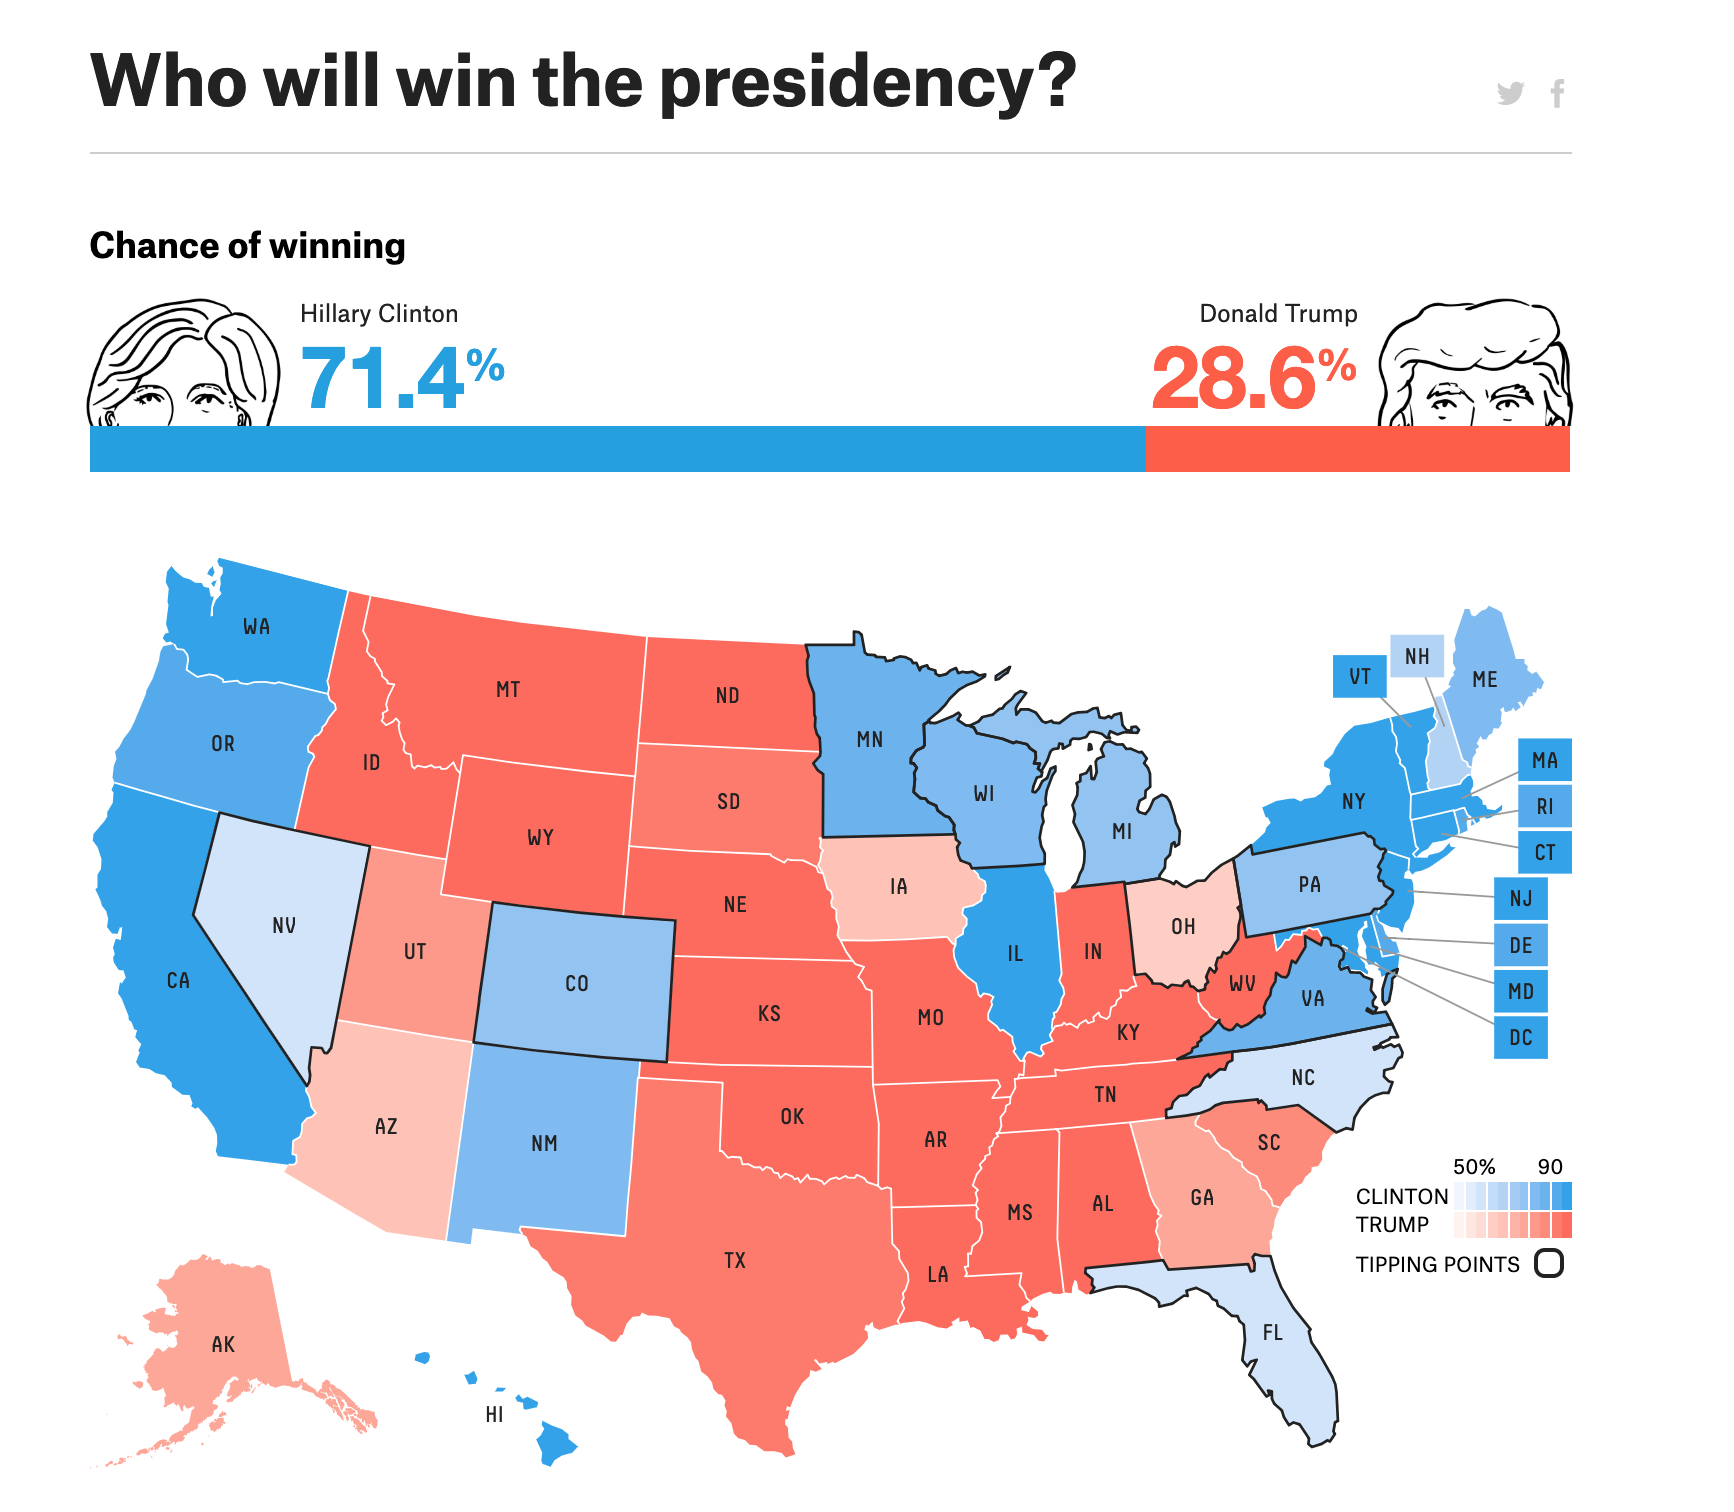 Who will win the presidency?
Chance of winning
Hillary Clinton
Donald Trump
71.4%
28.6%
WA
NH
VT
ME
MT
ND
OR
MN
MA
ID
SD
WI
NY
RI
MI
WY
CT
PA
IA
NE
NJ
NV
OH
UT
IL
IN
DE
CA
CO
WV
MD
VA
KS
MO
KY
DC
NC
TN
OK
AZ
AR
NM
SC
50% 90
CLINTON
GA
AL
MS
TRUMP
TX
TIPPING POINTS
LA
FL
AK
HI